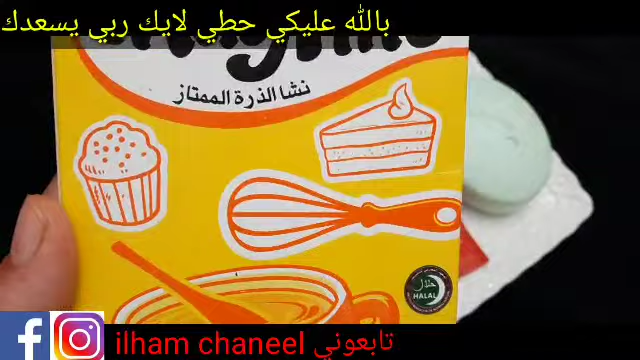 بالله عليكي حطي لايك ربي يسعدك
نشا الذرة الممتاز
حلال
HALAL
ilham chaneel تابعوني